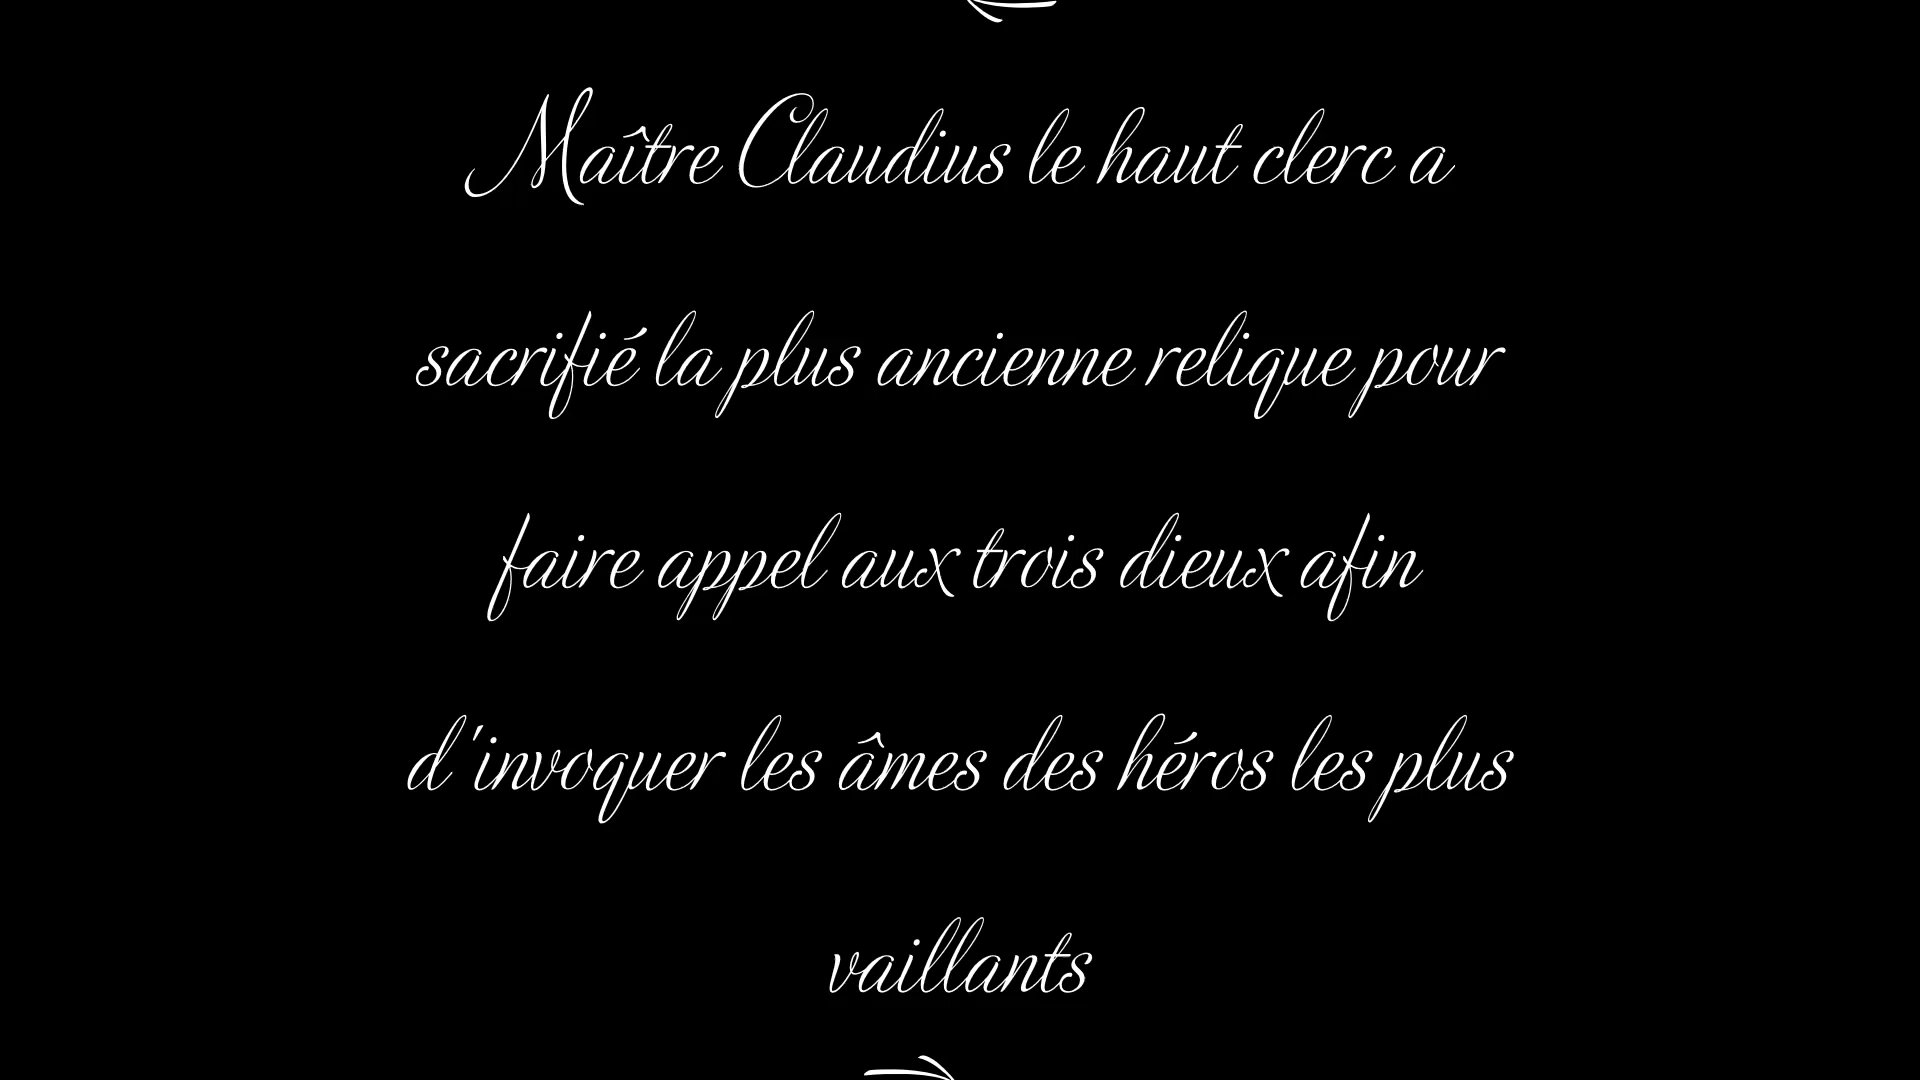 Maître Claudius le haut clerc a
sacrifié la plus ancienne relique pour
faire appel aux trois dieux afin
d'invoquer les âmes des héros les plus
vaillants